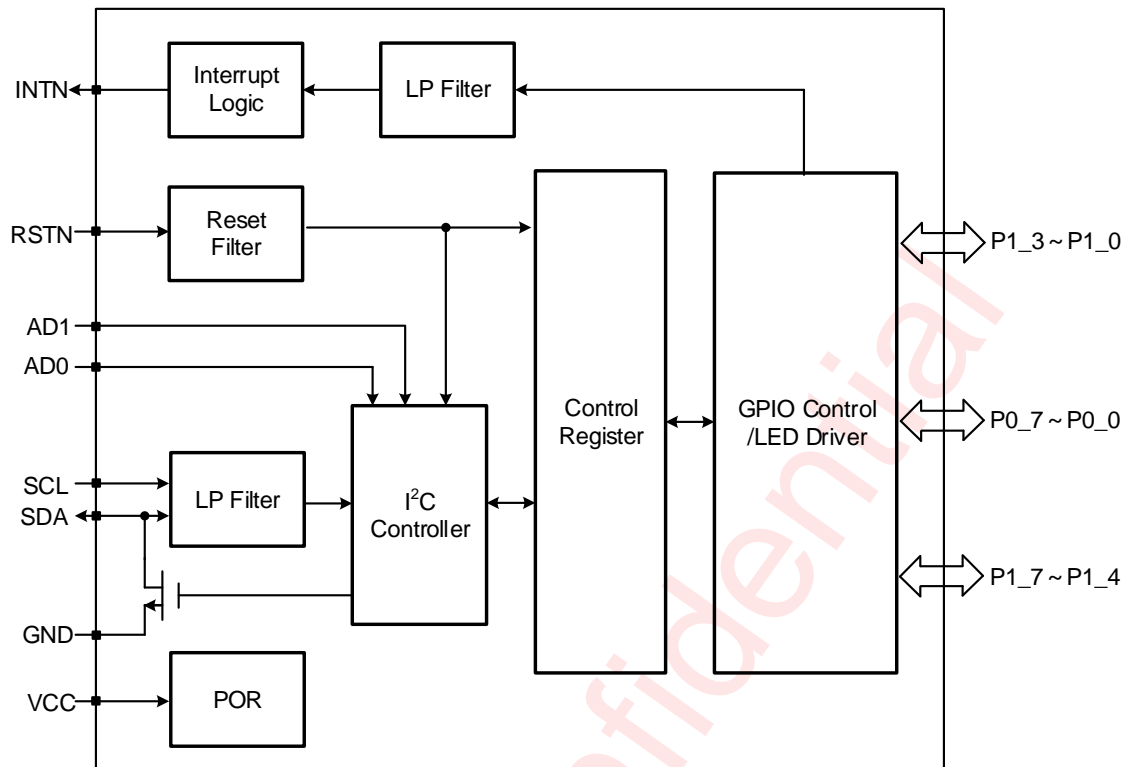 INTN
Interrupt
Logic
LP Filter
RSTN
Reset
Filter
AD1
AD0
SCL
SDA
LP Filter
I²C
Controller
GND
VCC
POR
Control
Register
GPIO Control
/LED Driver
P1_3 ~ P1_0
P0_7 ~ P0_0
P1_7 ~ P1_4
fidential